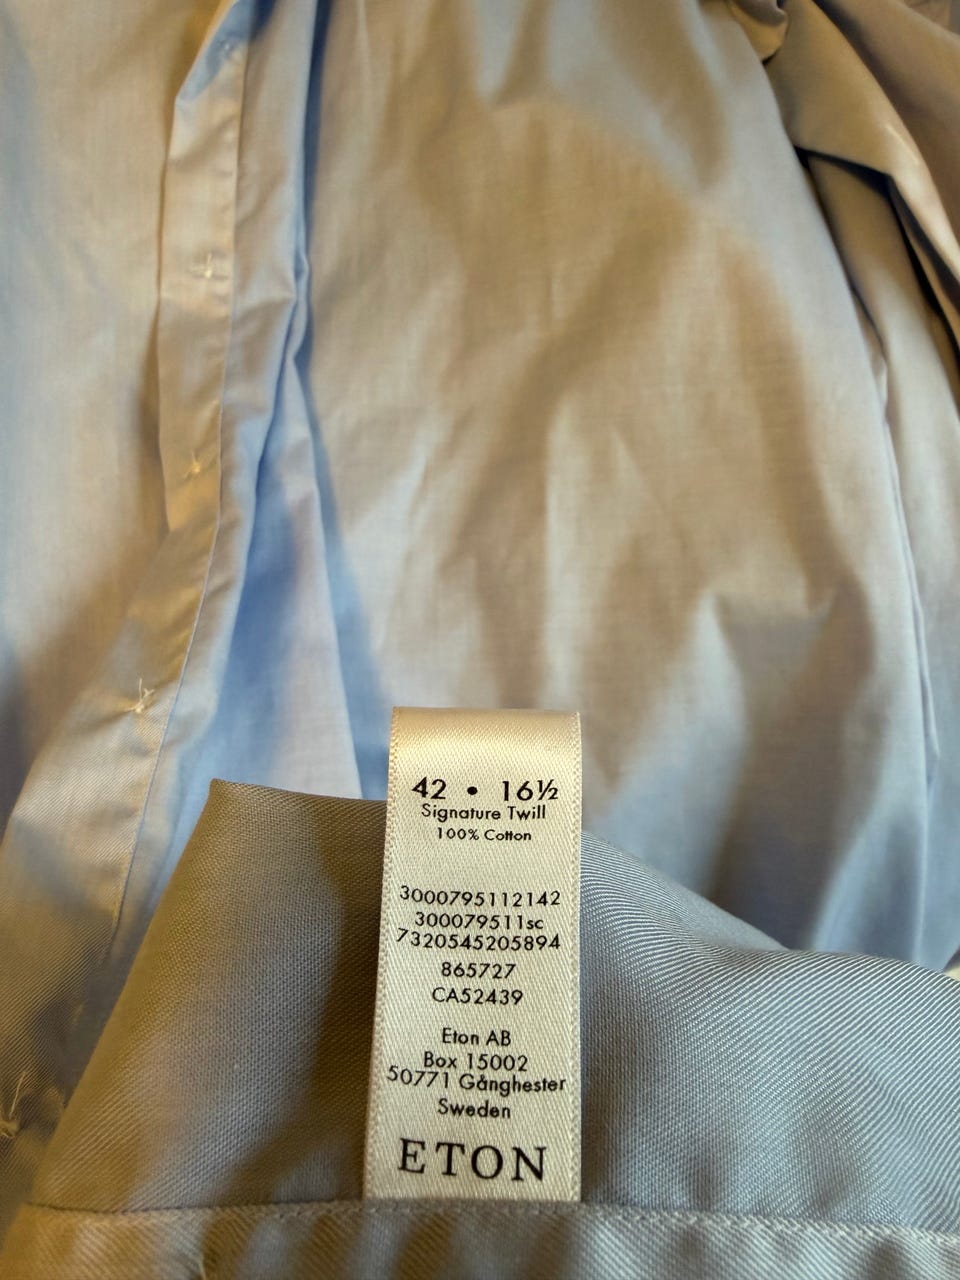 42 • 16½
Signature Twill
100% Cotton
3000795112142
300079511sc
7320545205894
865727
CA52439
Eton AB
Box 15002
50771 Gånghester
Sweden
ETON